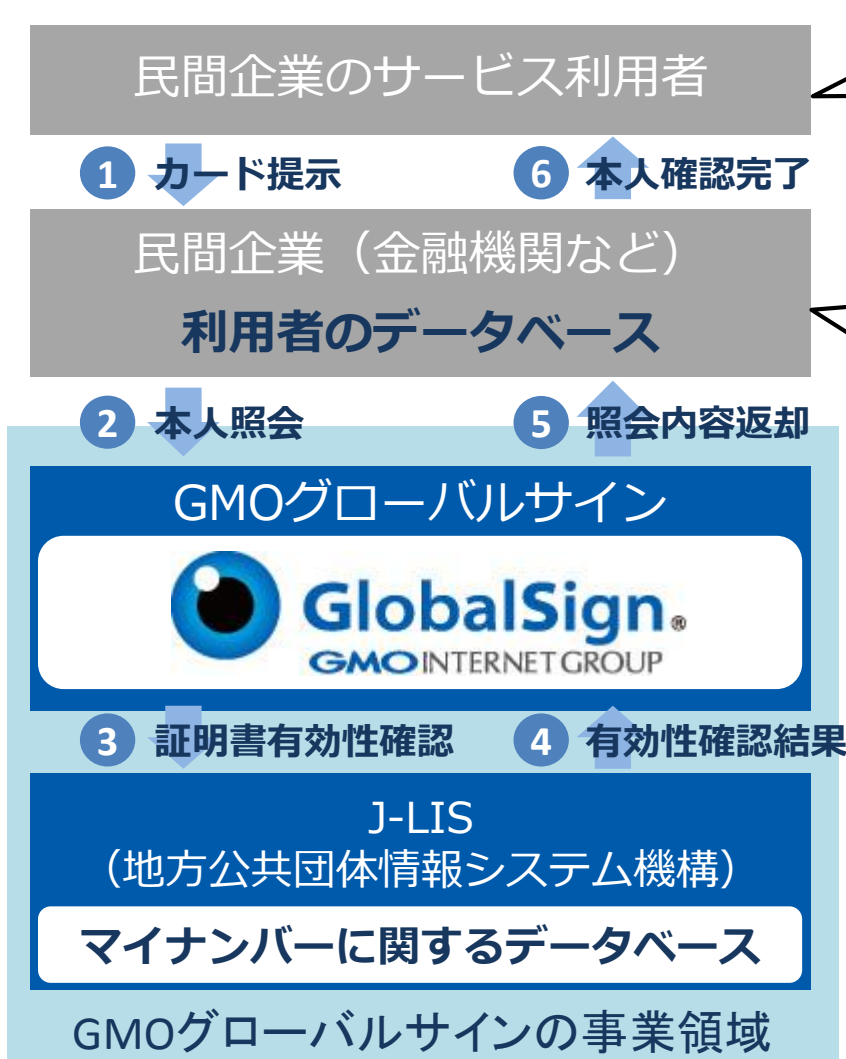 民間企業のサービス利用者
1 カード提示
6 本人確認完了
民間企業（金融機関など）
利用者のデータベース
2 本人照会
5 照会内容返却
GMOグローバルサイン
GlobalSign®
GMO INTERNET GROUP
3 証明書有効性確認
4 有効性確認結果
J-LIS
（地方公共団体情報システム機構）
マイナンバーに関するデータベース
GMOグローバルサインの事業領域